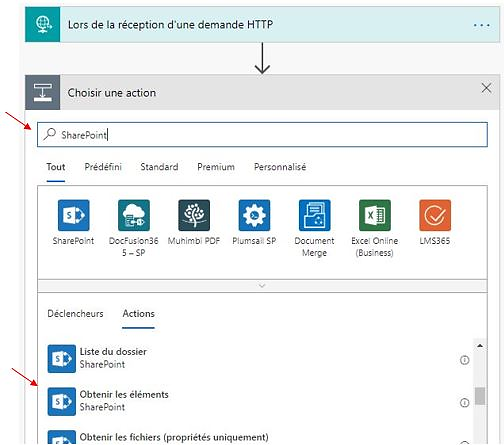 Lors de la réception d'une demande HTTP
Choisir une action
SharePoint
Tout Prédéfini Standard Premium Personnalisé
SharePoint DocFusion36 Muhimbi PDF Plumsail SP Document Excel Online LMS365
5 – SP Merge (Business)
Déclencheurs Actions
Liste du dossier
SharePoint
Obtenir les éléments
SharePoint
Obtenir les fichiers (propriétés uniquement)